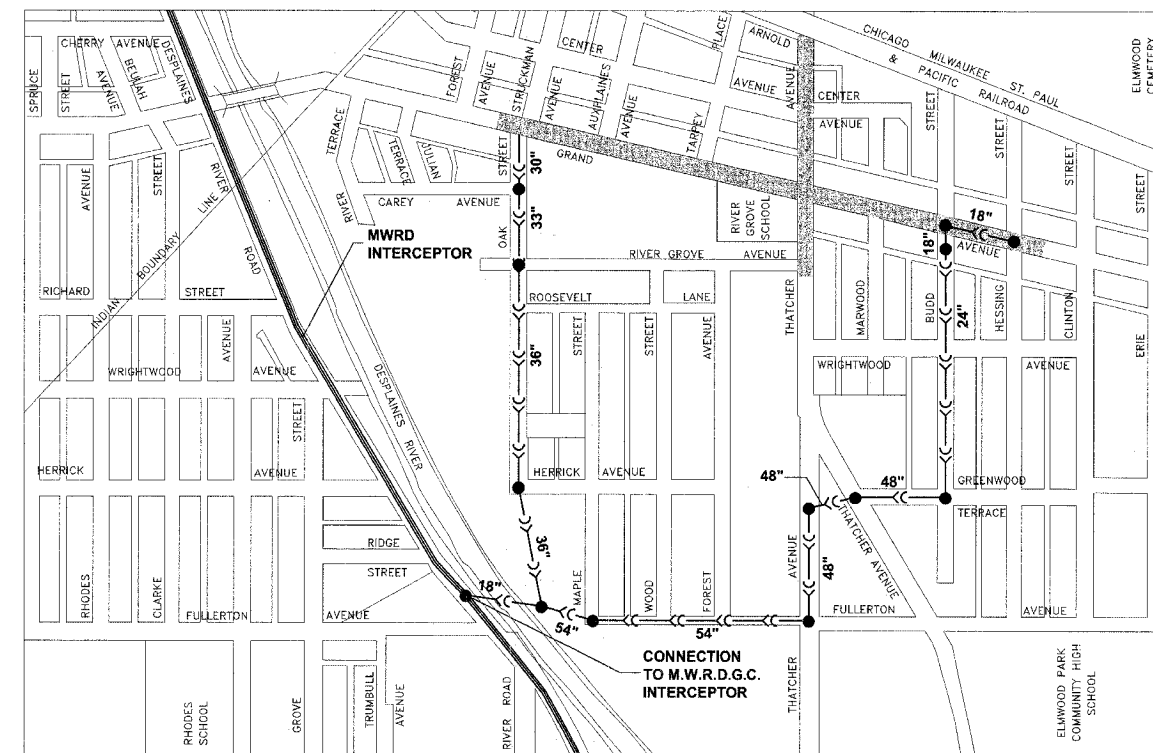 CHERRY AVENUE
DESPLAINES
SPRUCE
STREET
BEULAH
AVENUE
FOREST
AVENUE
STRUCKMAN
CENTER
AVENUE
AUXPLAINES
AVENUE
PLACE
ARNOLD
AVENUE
AVENUE
CENTER
AVENUE
TARPEY
CHICAGO MILWAUKEE ST. PAUL
& PACIFIC RAILROAD
ELMWOOD
CEMETERY
STREET
STREET
STREET
STREET
TERRACE
TERRACE
JULIAN
STREET
30"
GRAND
AVENUE
STREET
RIVER
ROAD
RIVER
CAREY AVENUE
33"
OAK
RIVER GROVE
SCHOOL
18"
18"
AVENUE
MWRD
INTERCEPTOR
INDIAN BOUNDARY LINE
RIVER GROVE AVENUE
RICHARD STREET
ROOSEVELT LANE
THATCHER
MARWOOD
BUDD
24"
HESSING
CLINTON
ERIE
AVENUE
36"
STREET
STREET
AVENUE
WRIGHTWOOD AVENUE
WRIGHTWOOD AVENUE
DESPLAINES RIVER
STREET
HERRICK AVENUE
HERRICK AVENUE
48"
48"
GREENWOOD
TERRACE
36"
AVENUE
48"
THATCHER AVENUE
RIDGE
STREET
18"
RHODES
CLARKE
MAPLE
WOOD
FOREST
FULLERTON AVENUE
FULLERTON AVENUE
54"
54"
CONNECTION
TO M.W.R.D.G.C.
INTERCEPTOR
RHODES
SCHOOL
GROVE
TRUMBULL
AVENUE
RIVER ROAD
THATCHER
ELMWOOD PARK
COMMUNITY HIGH
SCHOOL